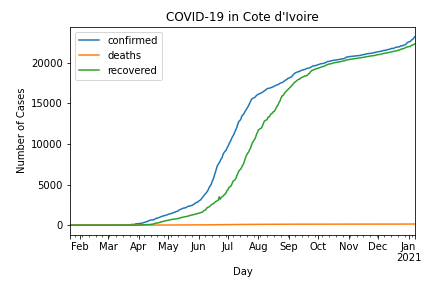 COVID-19 in Cote d'Ivoire
confirmed
deaths
recovered
Number of Cases
20000
15000
10000
5000
0
Feb Mar Apr May Jun Jul Aug Sep Oct Nov Dec Jan
2021
Day